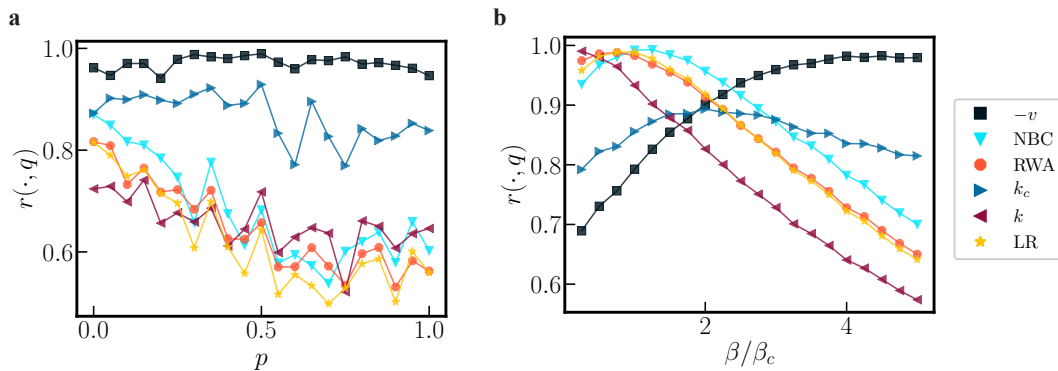 a
1.0
0.8
0.6
r(·, q)
0.0
0.5
1.0
p
b
1.0
0.9
0.8
0.7
0.6
r(·, q)
2
4
β/β_c
−v
NBC
RWA
k_c
k
LR